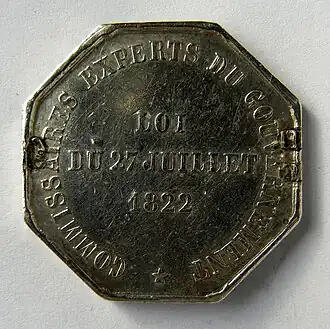 COMMISSAIRES EXPERTS DU GOUVERNEMENT
LOI
DU 27 JUILLET
1822